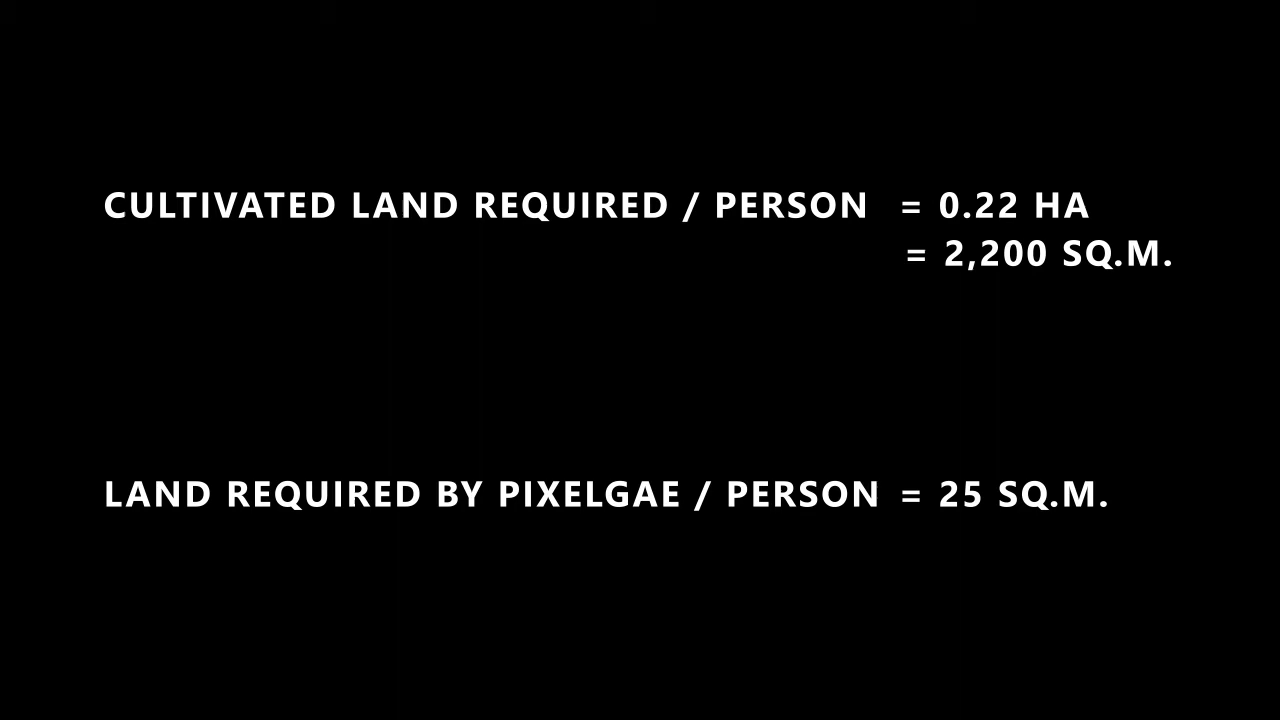 CULTIVATED LAND REQUIRED / PERSON = 0.22 HA
= 2,200 SQ.M.
LAND REQUIRED BY PIXELGAE / PERSON = 25 SQ.M.